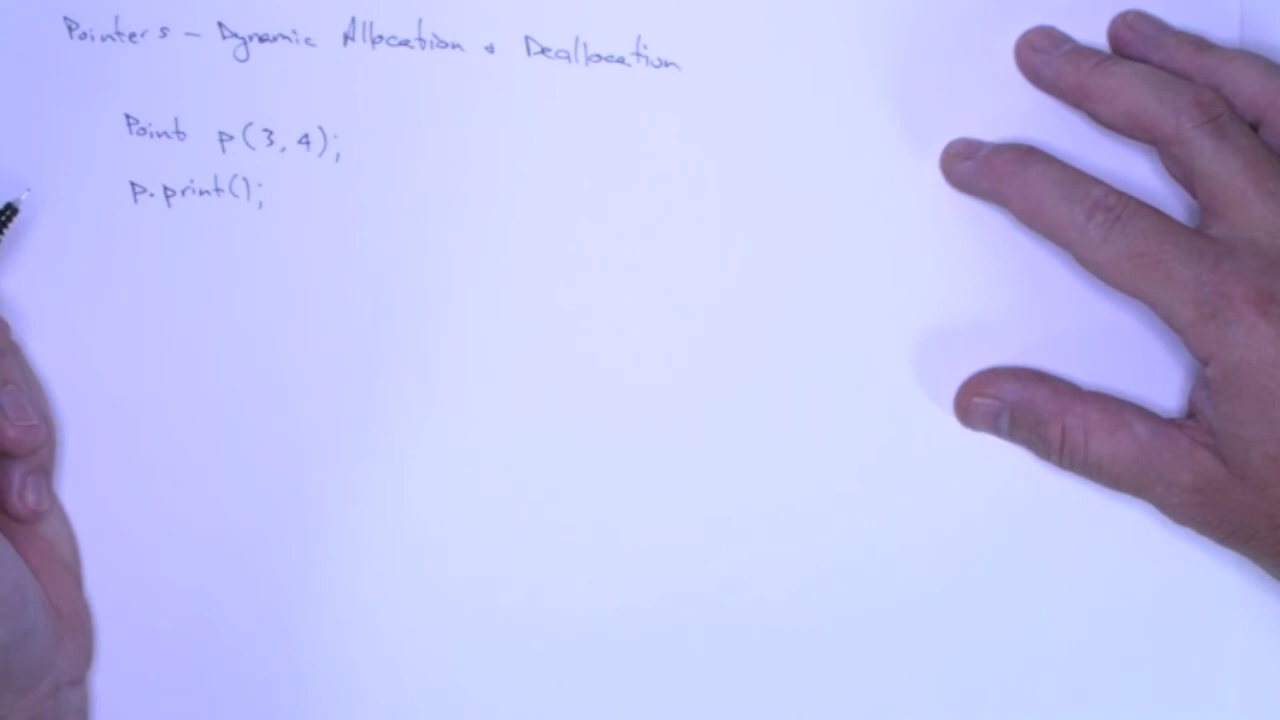 Pointers - Dynamic Allocation & Deallocation
Point p(3,4);
p.print();